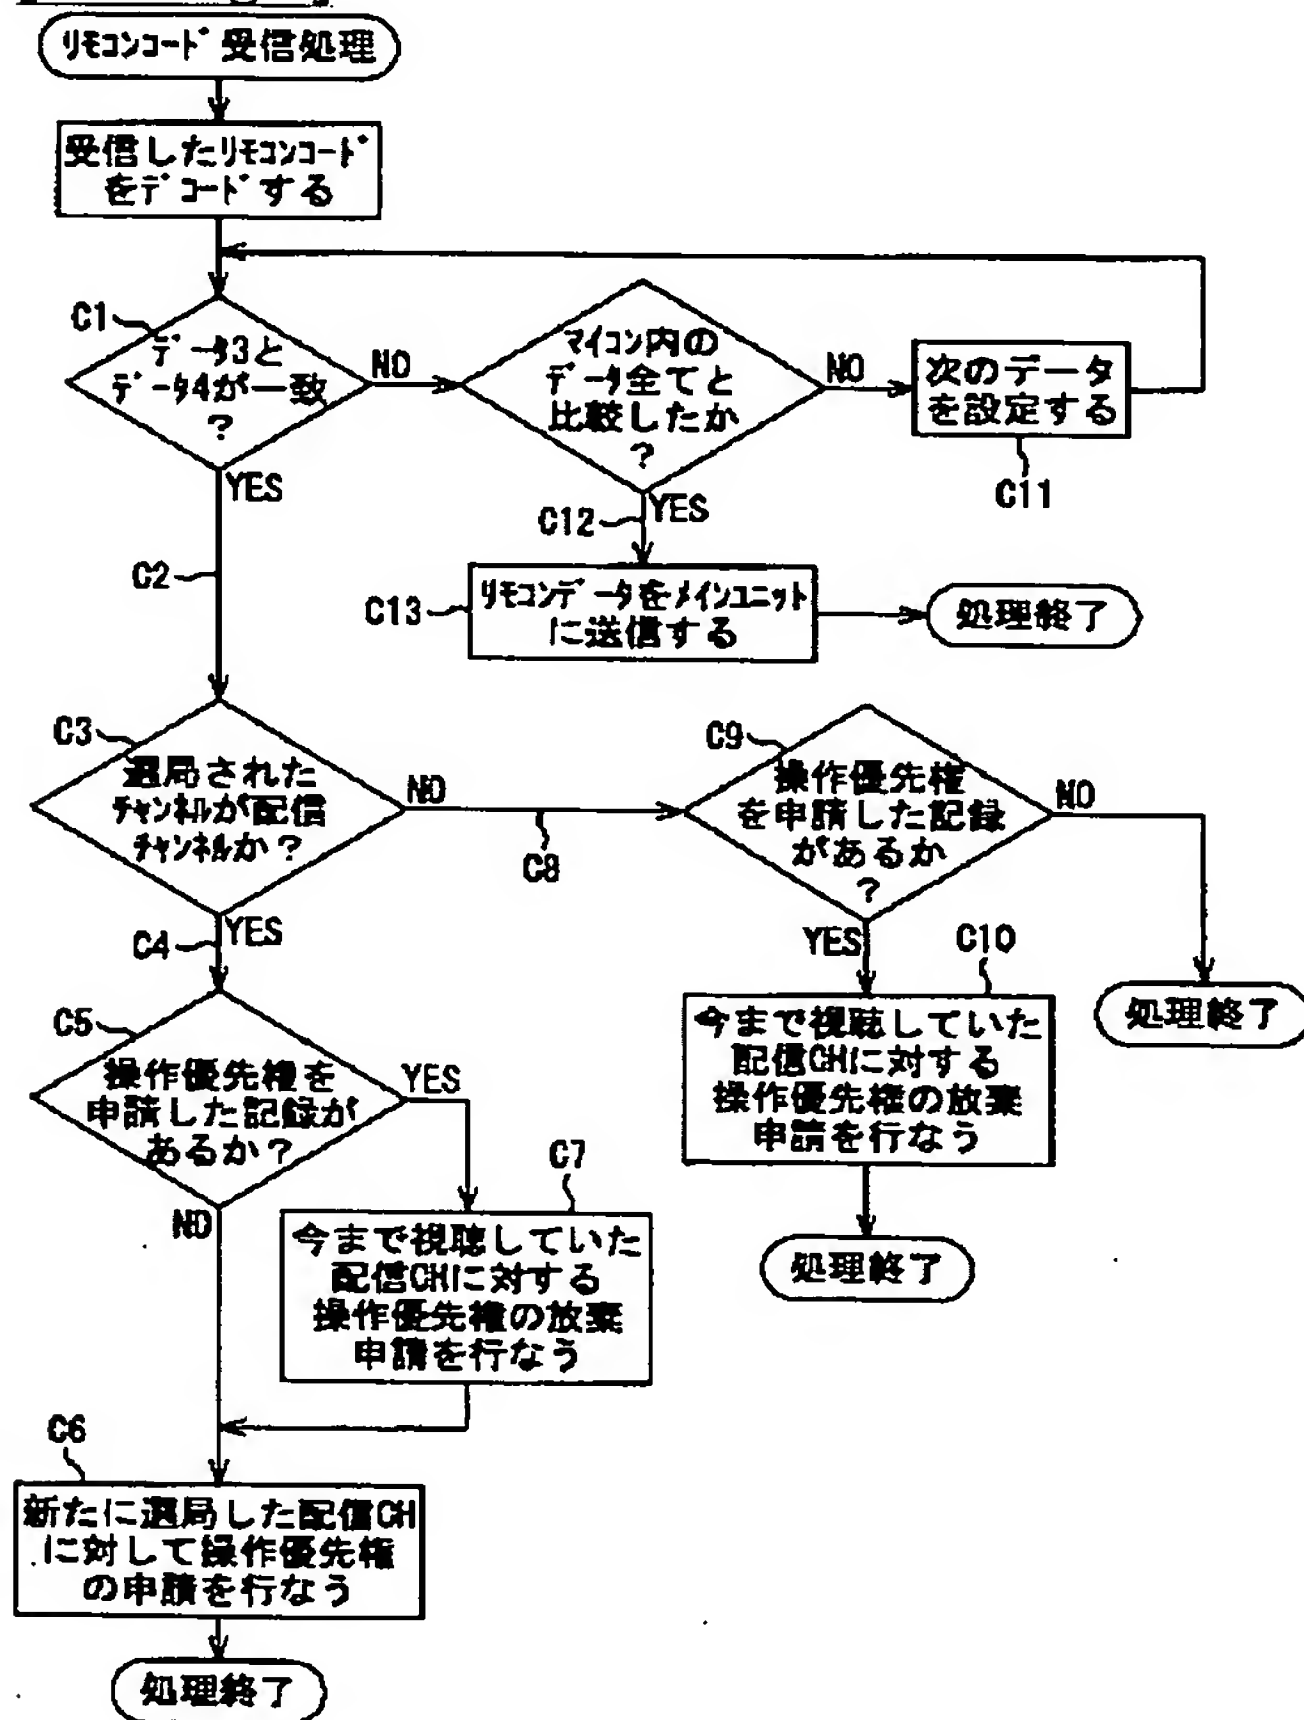 ﾘﾓｺﾝｺｰﾄﾞ 受信処理
受信したﾘﾓｺﾝｺｰﾄﾞ
をﾃﾞｺｰﾄﾞする
C1
ﾃﾞｰﾀ3と
ﾃﾞｰﾀ4が一致
?
NO
YES
マイコン内の
ﾃﾞｰﾀ全てと
比較したか
?
NO
次のデータ
を設定する
C11
C12
YES
C2
C13
ﾘﾓｺﾝﾃﾞｰﾀをﾒｲﾝﾕﾆｯﾄ
に送信する
処理終了
C3
選局された
ﾁｬﾝﾈﾙが配信
ﾁｬﾝﾈﾙか?
NO
C8
C9
操作優先権
を申請した記録
があるか
?
NO
YES
C10
処理終了
今まで視聴していた
配信CHに対する
操作優先権の放棄
申請を行なう
処理終了
C4
YES
C5
操作優先権を
申請した記録が
あるか?
YES
NO
C7
今まで視聴していた
配信CHに対する
操作優先権の放棄
申請を行なう
C6
新たに選局した配信CH
に対して操作優先権
の申請を行なう
処理終了